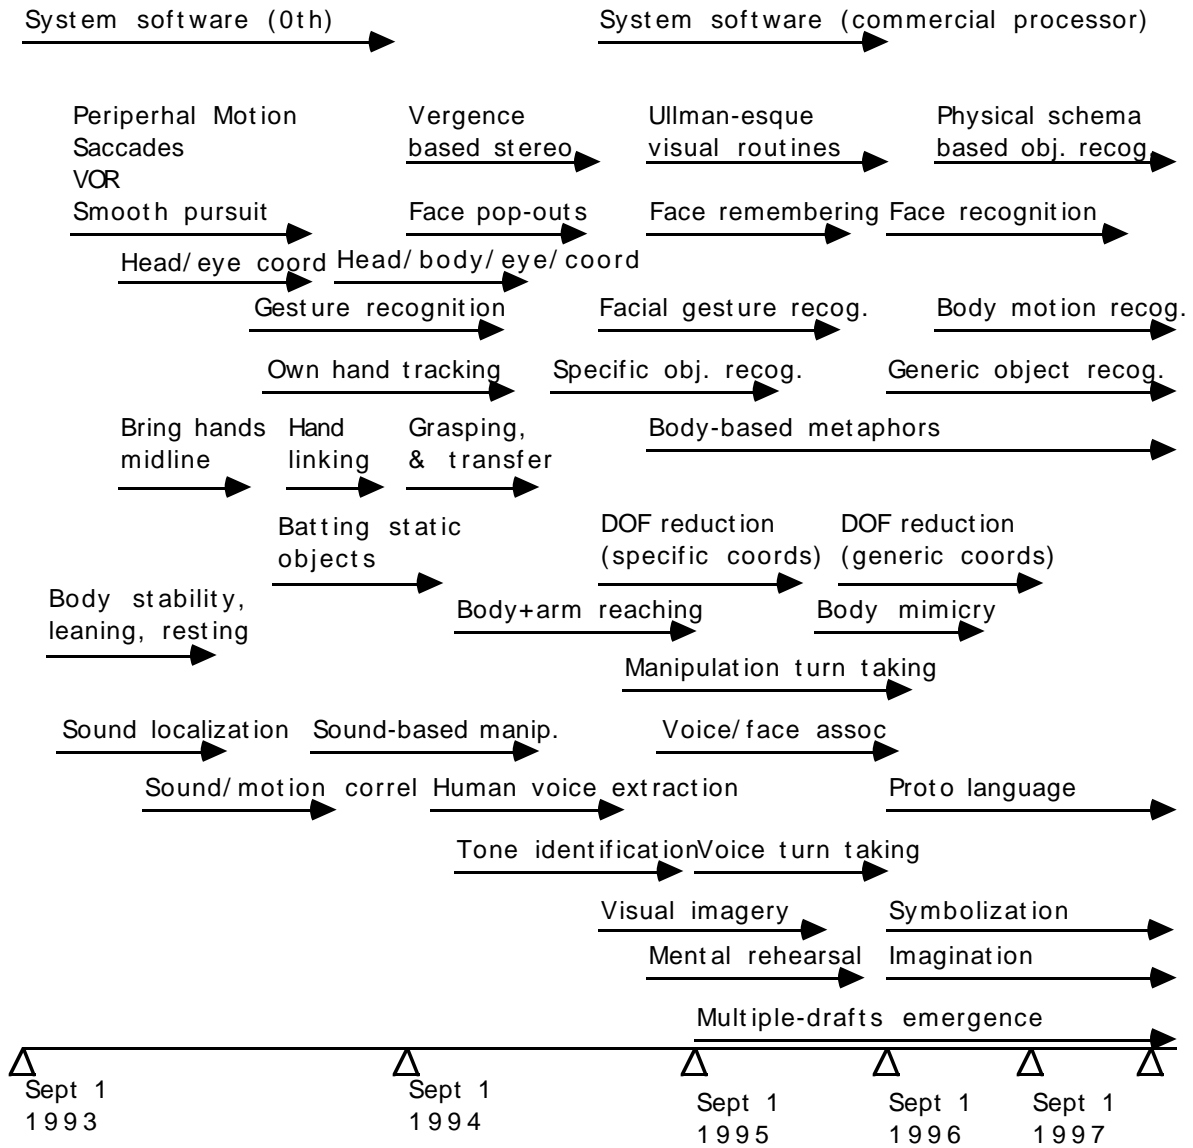 System software (0th)
System software (commercial processor)
Periperhal Motion
Saccades
VOR
Smooth pursuit
Vergence
based stereo
Ullman-esque
visual routines
Physical schema
based obj. recog
Face pop-outs
Face remembering
Face recognition
Head/eye coord
Head/body/eye/coord
Gesture recognition
Facial gesture recog.
Body motion recog.
Own hand tracking
Specific obj. recog.
Generic object recog.
Bring hands
midline
Hand
linking
Grasping,
& transfer
Body-based metaphors
Batting static
objects
DOF reduction
(specific coords)
DOF reduction
(generic coords)
Body stability,
leaning, resting
Body+arm reaching
Body mimicry
Manipulation turn taking
Sound localization
Sound-based manip.
Voice/face assoc
Sound/motion correl
Human voice extraction
Proto language
Tone identification
Voice turn taking
Visual imagery
Symbolization
Mental rehearsal
Imagination
Multiple-drafts emergence
Sept 1
1993
Sept 1
1994
Sept 1
1995
Sept 1
1996
Sept 1
1997